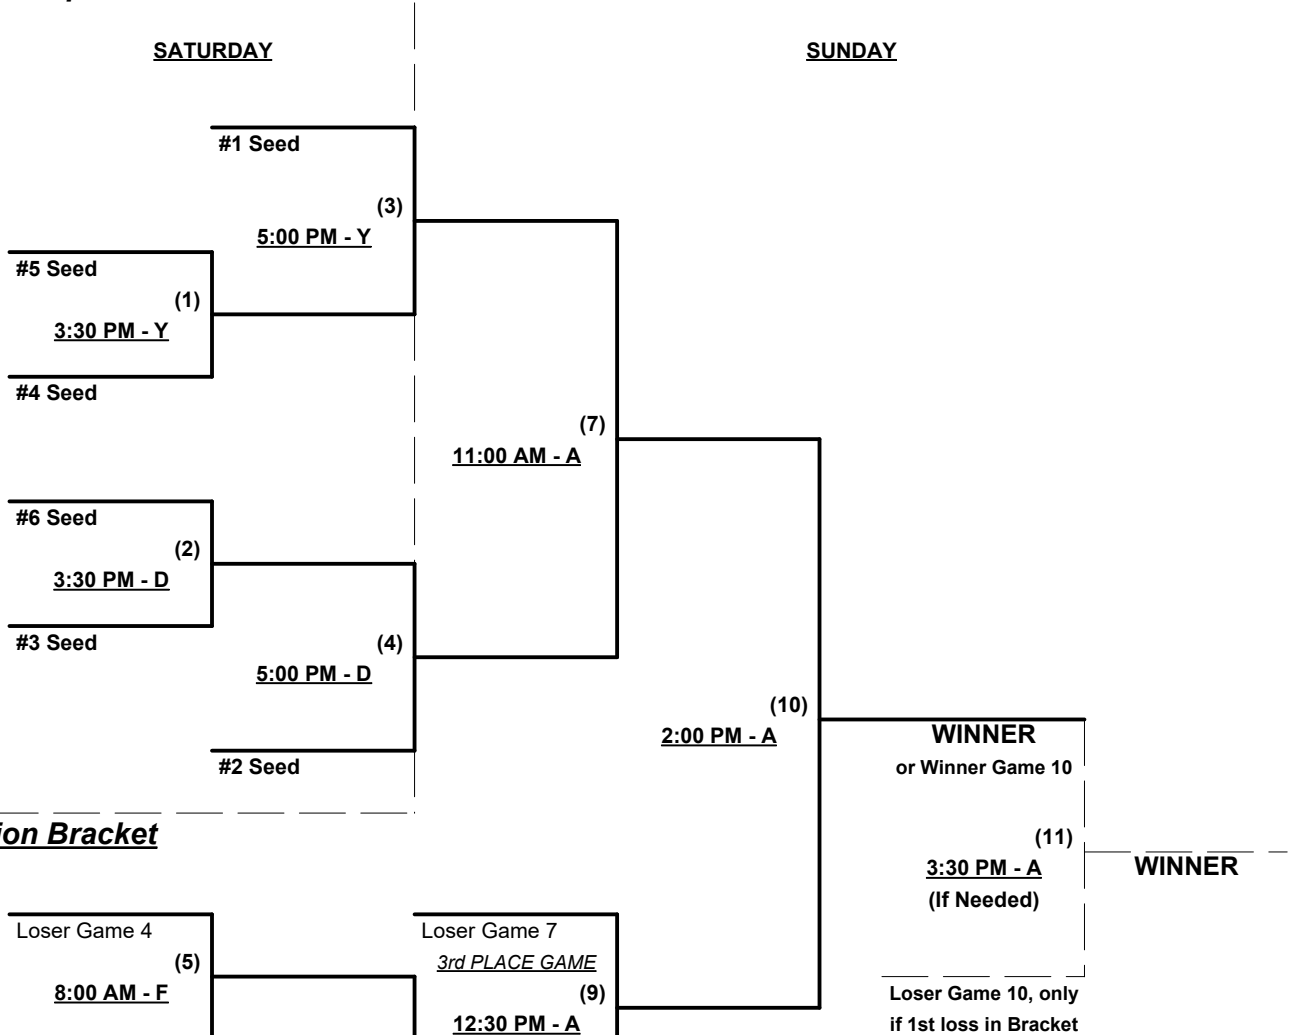 SATURDAY
SUNDAY
#1 Seed
(3)
5:00 PM - Y
#5 Seed
(1)
3:30 PM - Y
#4 Seed
(7)
11:00 AM - A
#6 Seed
(2)
3:30 PM - D
#3 Seed
(4)
5:00 PM - D
#2 Seed
(10)
2:00 PM - A
WINNER
or Winner Game 10
ion Bracket
(11)
3:30 PM - A
WINNER
(If Needed)
Loser Game 4
(5)
8:00 AM - F
Loser Game 7
3rd PLACE GAME
(9)
12:30 PM - A
Loser Game 10, only
if 1st loss in Bracket